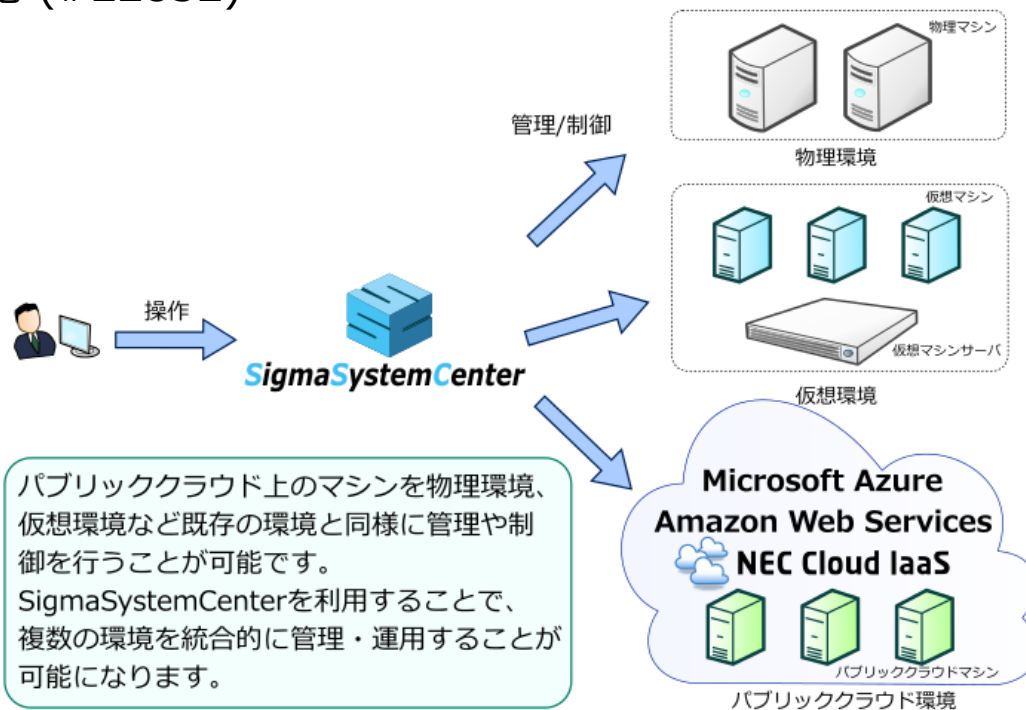 物理マシン
管理/制御
物理環境
仮想マシン
操作
仮想マシンサーバ
SigmaSystemCenter
仮想環境
パブリッククラウド上のマシンを物理環境、
仮想環境など既存の環境と同様に管理や制
御を行うことが可能です。
SigmaSystemCenterを利用することで、
複数の環境を統合的に管理・運用することが
可能になります。
Microsoft Azure
Amazon Web Services
NEC Cloud IaaS
パブリッククラウドマシン
パブリッククラウド環境